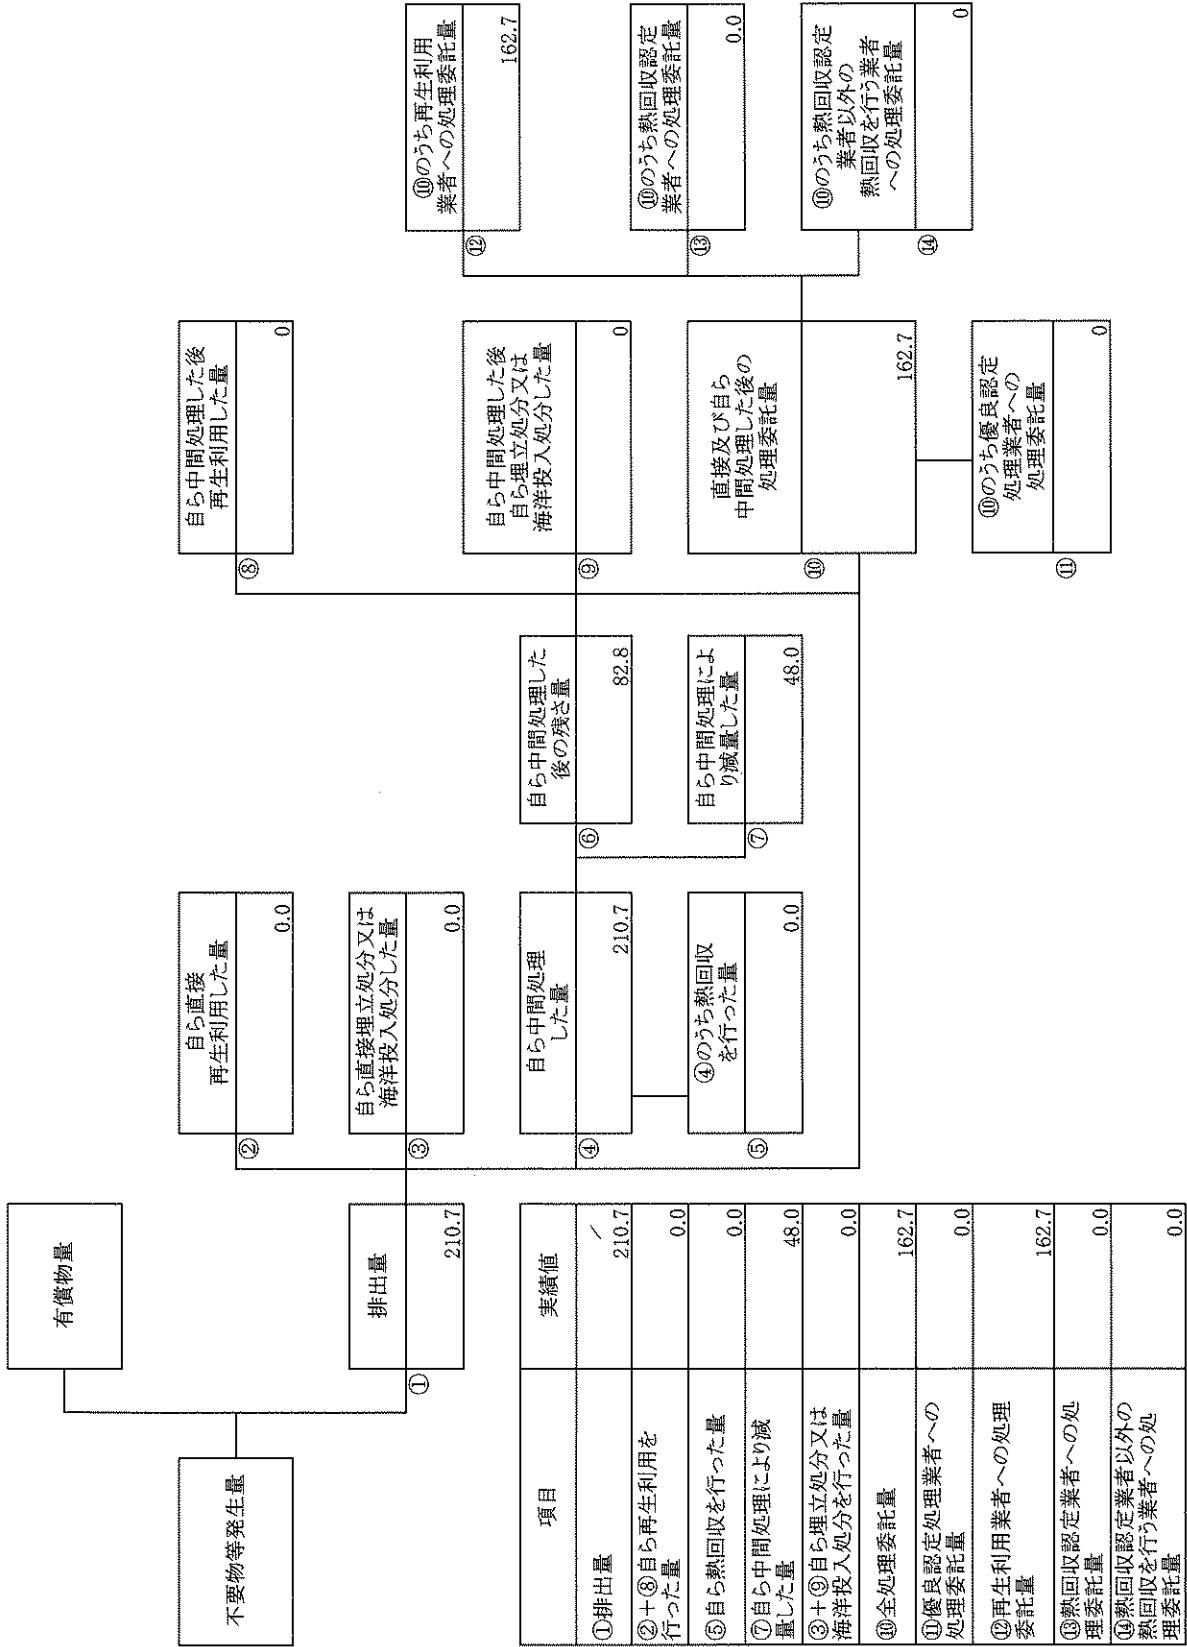 不要物等発生量
有償物量
排出量
①
210.7
自ら直接
再生利用した量
②
0.0
自ら直接埋立処分又は
海洋投入処分した量
③
0.0
自ら中間処理
した量
④
210.7
④のうち熱回収
を行った量
⑤
0.0
自ら中間処理した
後の残さ量
⑥
82.8
自ら中間処理によ
り減量した量
⑦
48.0
自ら中間処理した後
再生利用した量
⑧
0
自ら中間処理した後
自ら埋立処分又は
海洋投入処分した量
⑨
0
直接及び自ら
中間処理した後の
処理委託量
⑩
162.7
⑩のうち優良認定
処理業者への
処理委託量
⑪
0
⑩のうち再生利用
業者への処理委託量
⑫
162.7
⑩のうち熱回収認定
業者への処理委託量
⑬
0.0
⑩のうち熱回収認定
業者以外の
熱回収を行う業者
への処理委託量
⑭
0
項目 実績値
①排出量 210.7
②+⑧自ら再生利用を
行った量 0.0
⑤自ら熱回収を行った量 0.0
⑦自ら中間処理により減
量した量 48.0
③+⑨自ら埋立処分又は
海洋投入処分を行った量 0.0
⑩全処理委託量 162.7
⑪優良認定処理業者への
処理委託量 0.0
⑫再生利用業者への処理
委託量 162.7
⑬熱回収認定業者への処
理委託量 0.0
⑭熱回収認定業者以外の
熱回収を行う業者への処
理委託量 0.0